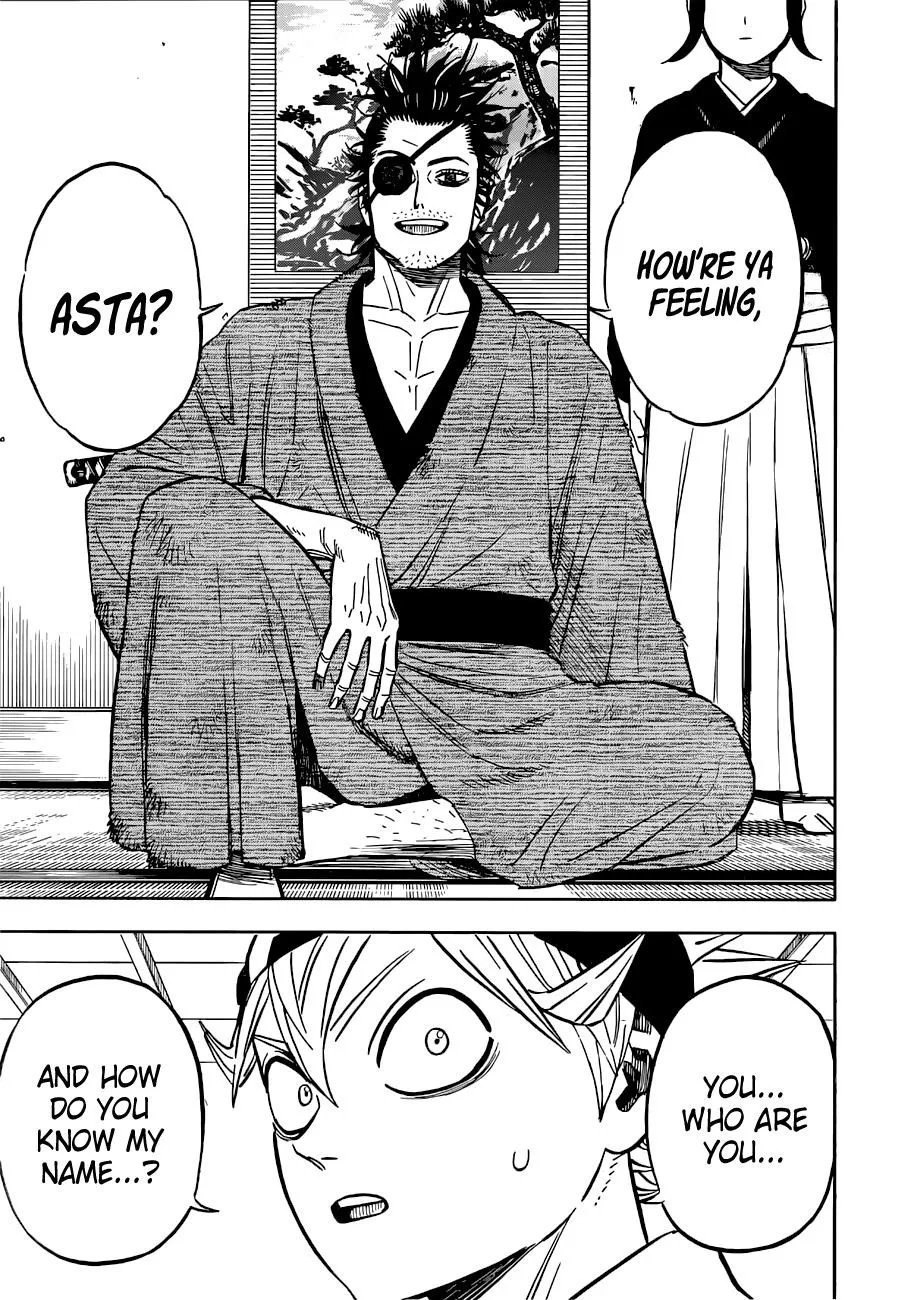 HOW'RE YA
FEELING,
ASTA?
YOU...
WHO ARE
YOU...
AND HOW
DO YOU
KNOW MY
NAME...?